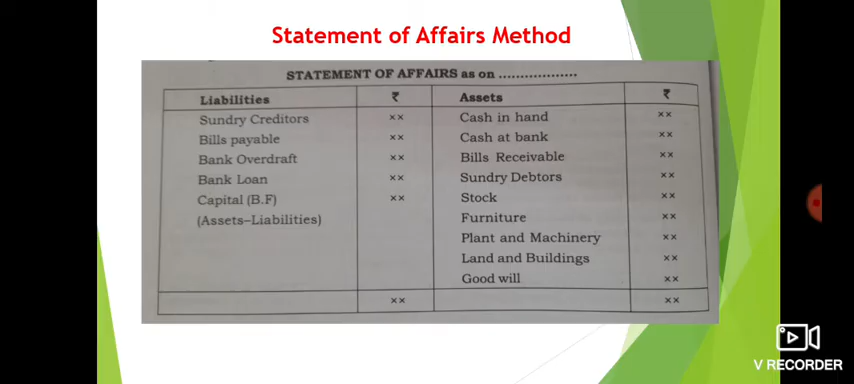 Statement of Affairs Method
STATEMENT OF AFFAIRS as on ..................
Liabilities ₹ Assets ₹
Sundry Creditors ×× Cash in hand ××
Bills payable ×× Cash at bank ××
Bank Overdraft ×× Bills Receivable ××
Bank Loan ×× Sundry Debtors ××
Capital (B.F) ×× Stock ××
(Assets–Liabilities) Furniture ××
Plant and Machinery ××
Land and Buildings ××
Good will ××
×× ××
V RECORDER